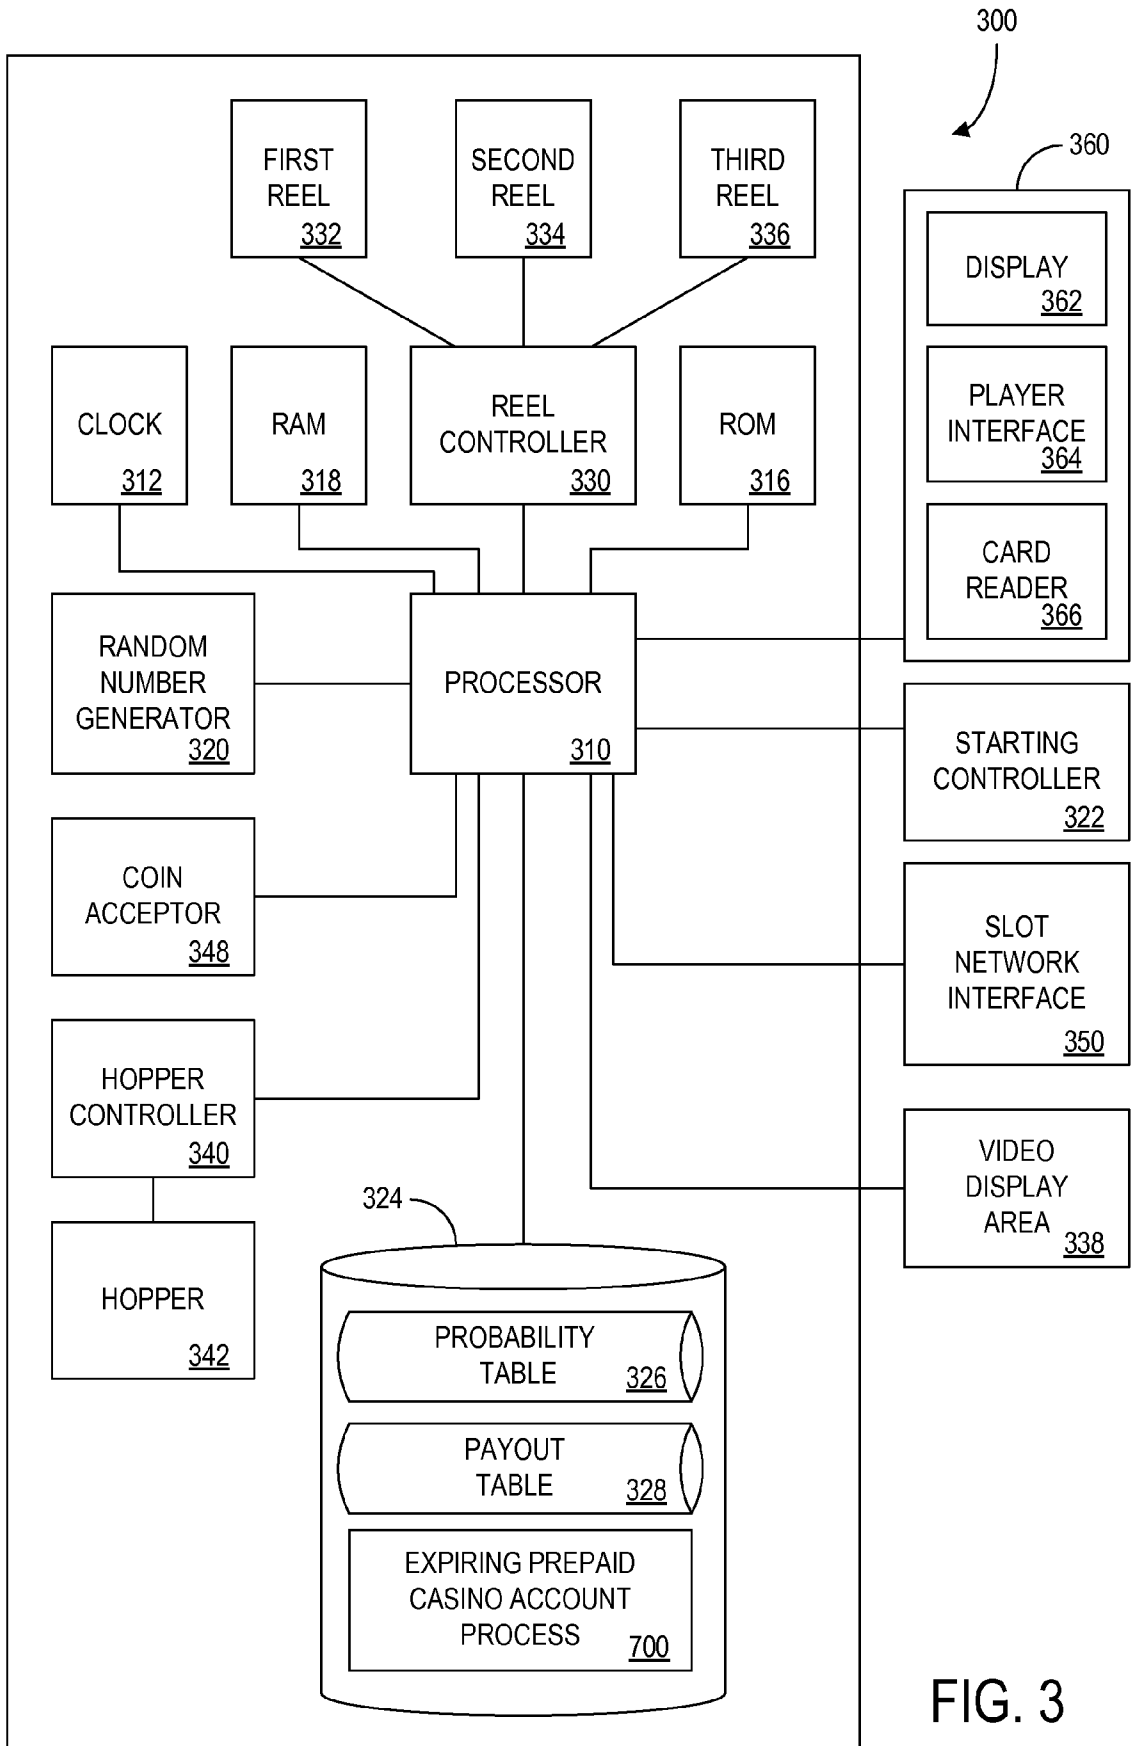 300
360
FIRST
REEL
332
SECOND
REEL
334
THIRD
REEL
336
DISPLAY
362
CLOCK
312
RAM
318
REEL
CONTROLLER
330
ROM
316
PLAYER
INTERFACE
364
CARD
READER
366
RANDOM
NUMBER
GENERATOR
320
PROCESSOR
310
STARTING
CONTROLLER
322
COIN
ACCEPTOR
348
SLOT
NETWORK
INTERFACE
350
HOPPER
CONTROLLER
340
VIDEO
DISPLAY
AREA
338
324
HOPPER
342
PROBABILITY
TABLE
326
PAYOUT
TABLE
328
EXPIRING PREPAID
CASINO ACCOUNT
PROCESS
700
FIG. 3